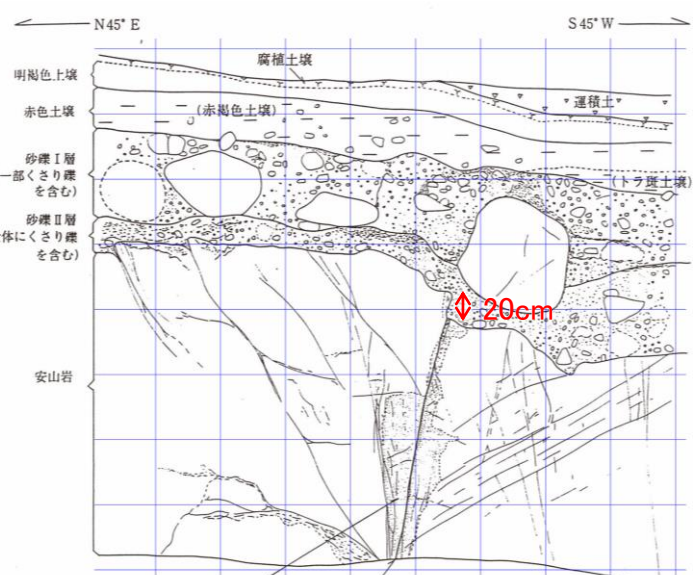 N45°E
S45°W
腐植土壌
明褐色土壌
運積土
赤色土壌
(赤褐色土壌)
砂礫Ⅰ層
一部くさり礫
を含む)
(トラ斑土壌)
砂礫Ⅱ層
体にくさり礫
を含む)
20cm
安山岩